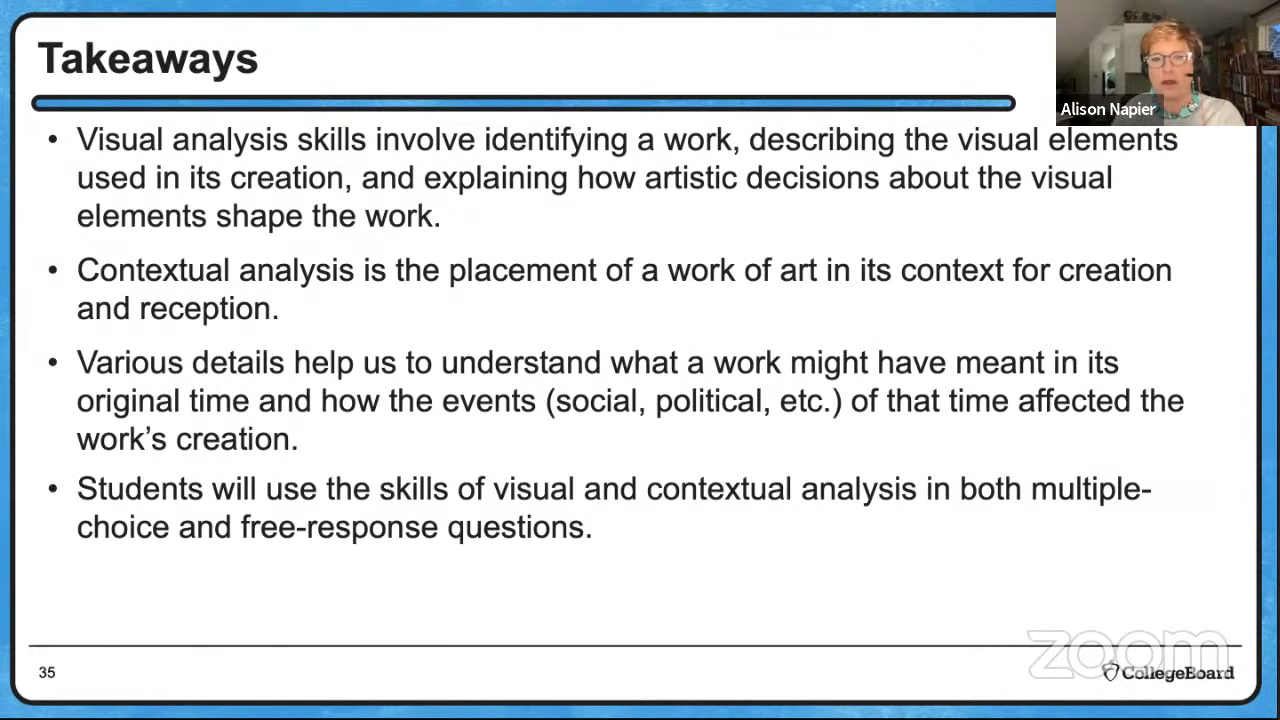 Takeaways
Alison Napier
• Visual analysis skills involve identifying a work, describing the visual elements
used in its creation, and explaining how artistic decisions about the visual
elements shape the work.
• Contextual analysis is the placement of a work of art in its context for creation
and reception.
• Various details help us to understand what a work might have meant in its
original time and how the events (social, political, etc.) of that time affected the
work's creation.
• Students will use the skills of visual and contextual analysis in both multiple-
choice and free-response questions.
zoom
35
CollegeBoard